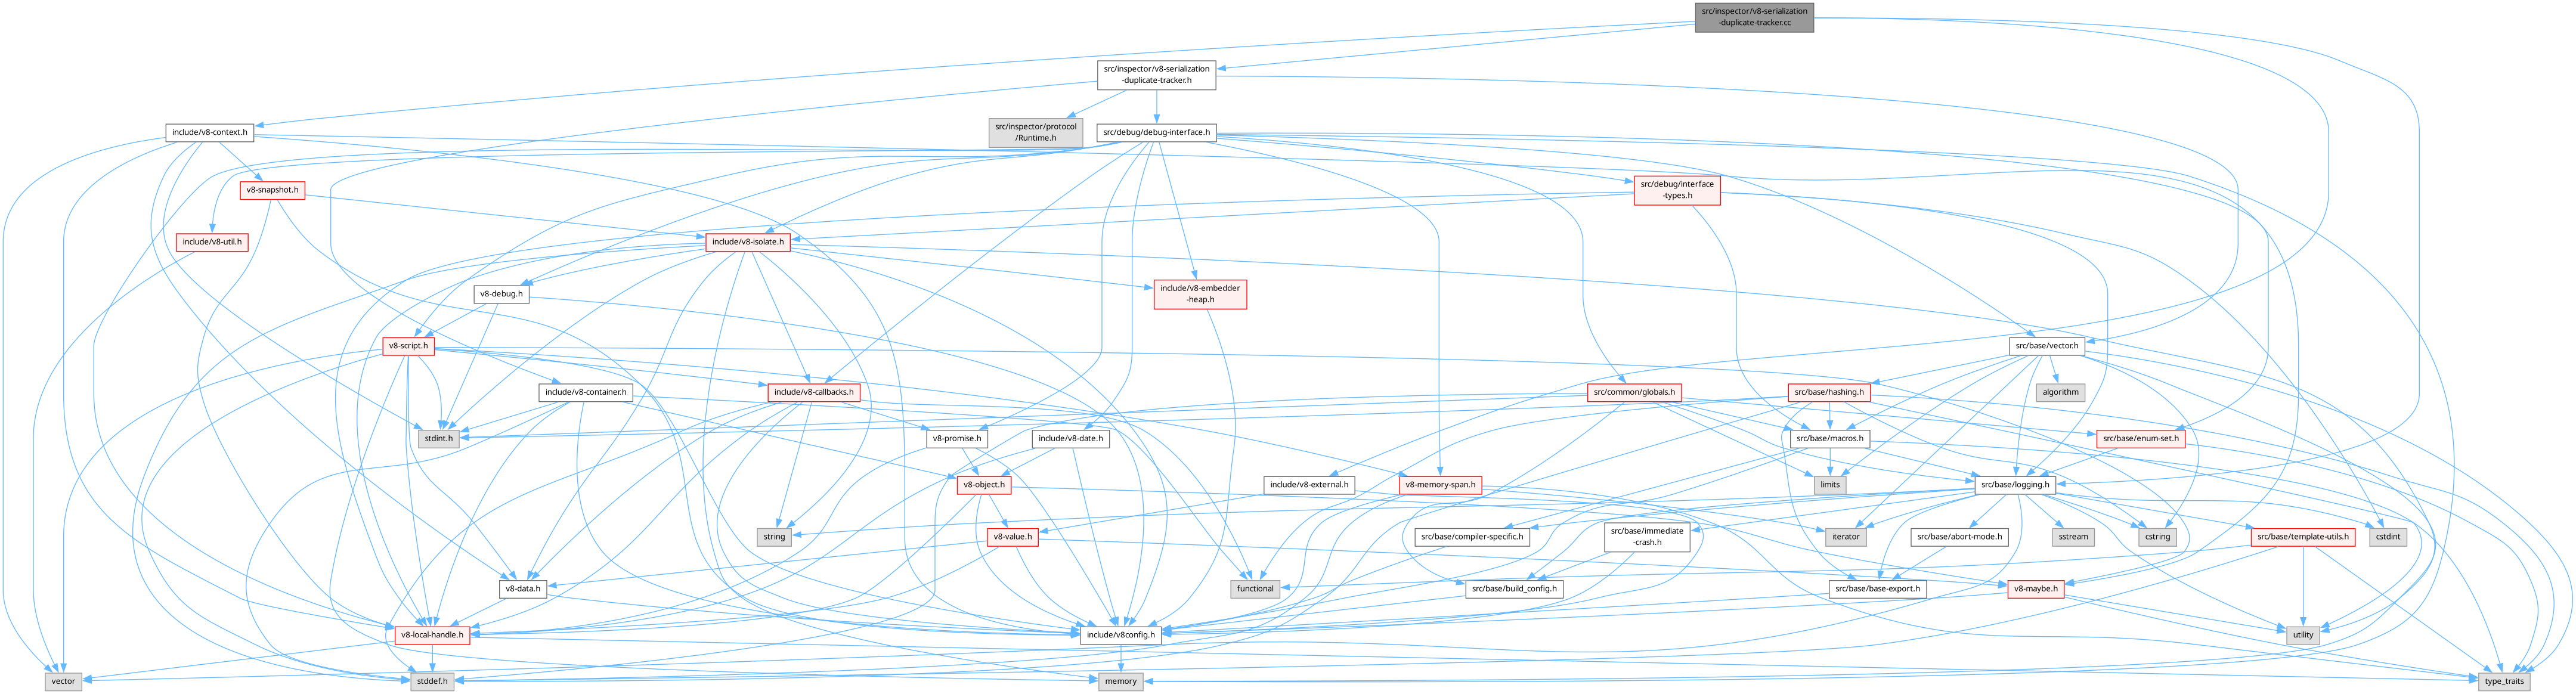 src/inspector/v8-serialization
-duplicate-tracker.cc
src/inspector/v8-serialization
-duplicate-tracker.h
include/v8-context.h
src/inspector/protocol
/Runtime.h
src/debug/debug-interface.h
v8-snapshot.h
src/debug/interface
-types.h
include/v8-util.h
include/v8-isolate.h
v8-debug.h
include/v8-embedder
-heap.h
v8-script.h
src/base/vector.h
include/v8-container.h
include/v8-callbacks.h
src/common/globals.h
src/base/hashing.h
algorithm
stdint.h
v8-promise.h
include/v8-date.h
src/base/macros.h
src/base/enum-set.h
v8-object.h
v8-memory-span.h
include/v8-external.h
limits
src/base/logging.h
string
v8-value.h
src/base/compiler-specific.h
src/base/immediate
-crash.h
iterator
src/base/abort-mode.h
sstream
cstring
src/base/template-utils.h
cstdint
v8-data.h
functional
src/base/build_config.h
src/base/base-export.h
v8-maybe.h
v8-local-handle.h
include/v8config.h
utility
vector
stddef.h
memory
type_traits